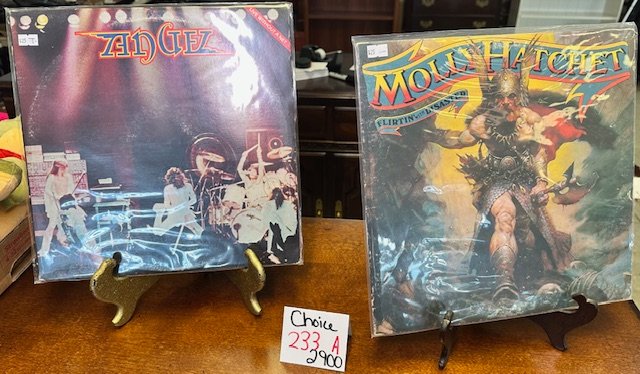 ANGEL
MOLLY HATCHET
FLIRTIN' WITH DISASTER
Choice
233 A
2900